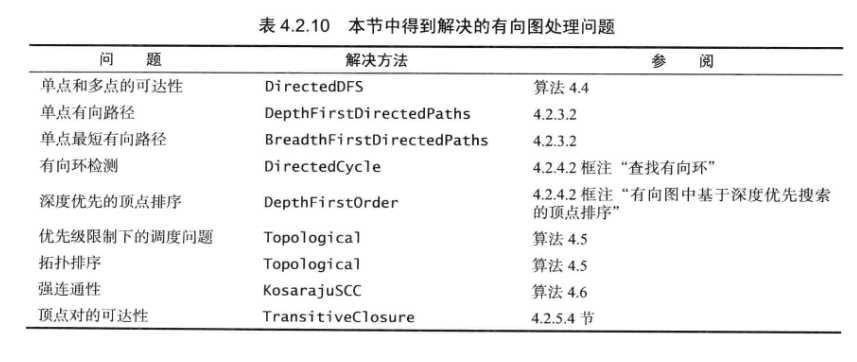 表 4.2.10 本节中得到解决的有向图处理问题
问 题 解决方法 参 阅
单点和多点的可达性 DirectedDFS 算法 4.4
单点有向路径 DepthFirstDirectedPaths 4.2.3.2
单点最短有向路径 BreadthFirstDirectedPaths 4.2.3.2
有向环检测 DirectedCycle 4.2.4.2 框注“查找有向环”
深度优先的顶点排序 DepthFirstOrder 4.2.4.2 框注“有向图中基于深度优先搜索
的顶点排序”
优先级限制下的调度问题 Topological 算法 4.5
拓扑排序 Topological 算法 4.5
强连通性 KosarajuSCC 算法 4.6
顶点对的可达性 TransitiveClosure 4.2.5.4 节